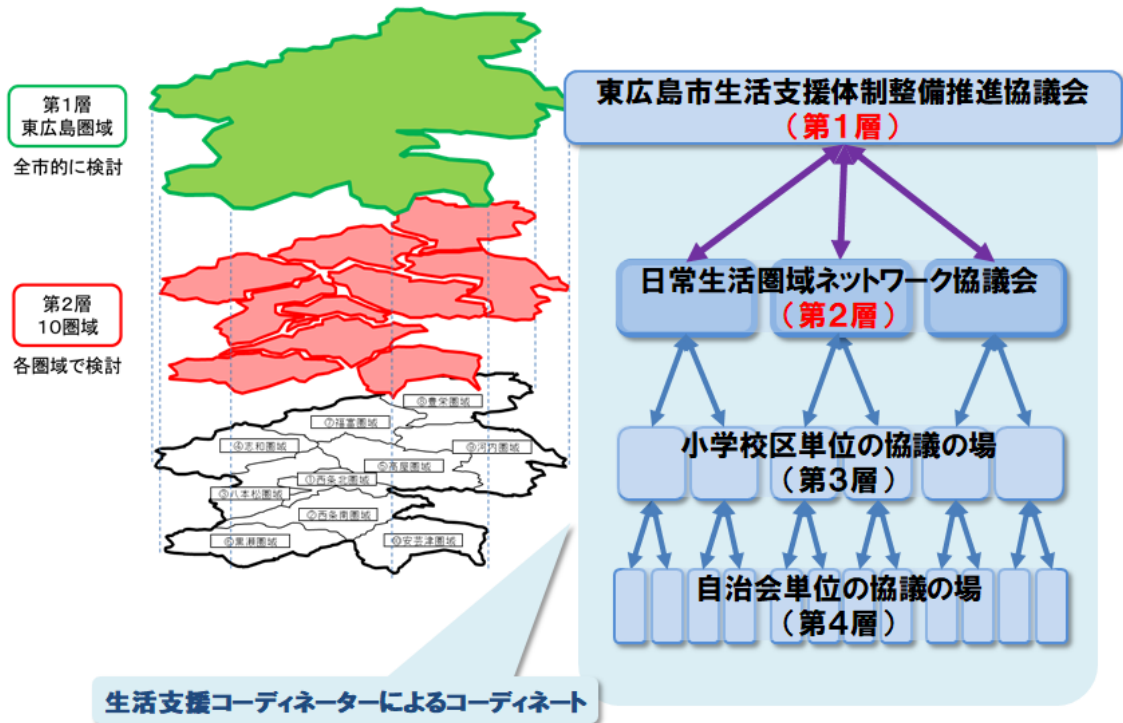 第1層
東広島圏域
全市的に検討
第2層
10圏域
各圏域で検討
⑧豊栄圏域
⑦福富圏域
④志和圏域
⑨河内圏域
⑤高屋圏域
①西条北圏域
③八本松圏域
②西条南圏域
⑥黒瀬圏域
⑩安芸津圏域
東広島市生活支援体制整備推進協議会
(第1層)
日常生活圏域ネットワーク協議会
(第2層)
小学校区単位の協議の場
(第3層)
自治会単位の協議の場
(第4層)
生活支援コーディネーターによるコーディネート